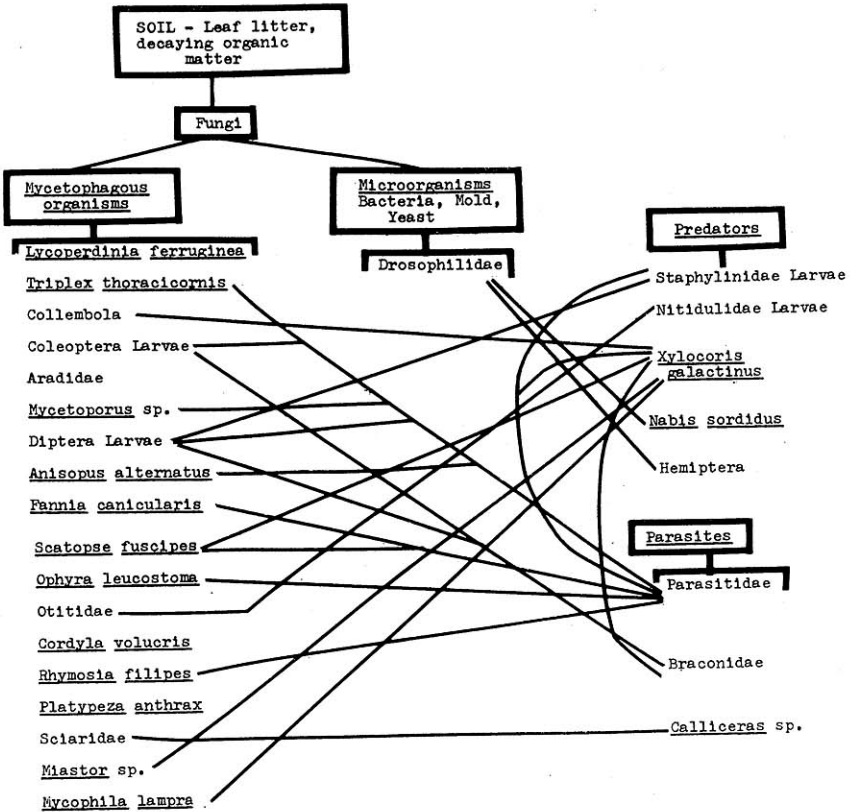 SOIL - Leaf litter,
decaying organic
matter
Fungi
Mycetophagous
organisms
Microorganisms
Bacteria, Mold,
Yeast
Predators
Lycoperdinia ferruginea
Triplex thoracicornis
Collembola
Coleoptera Larvae
Aradidae
Mycetoporus sp.
Diptera Larvae
Anisopus alternatus
Fannia canicularis
Scatopse fuscipes
Ophyra leucostoma
Otitidae
Cordyla volucris
Rhymosia filipes
Platypeza anthrax
Sciaridae
Miastor sp.
Mycophila lampra
Drosophilidae
Staphylinidae Larvae
Nitidulidae Larvae
Xylocoris
galactinus
Nabis sordidus
Hemiptera
Parasites
Parasitidae
Braconidae
Calliceras sp.